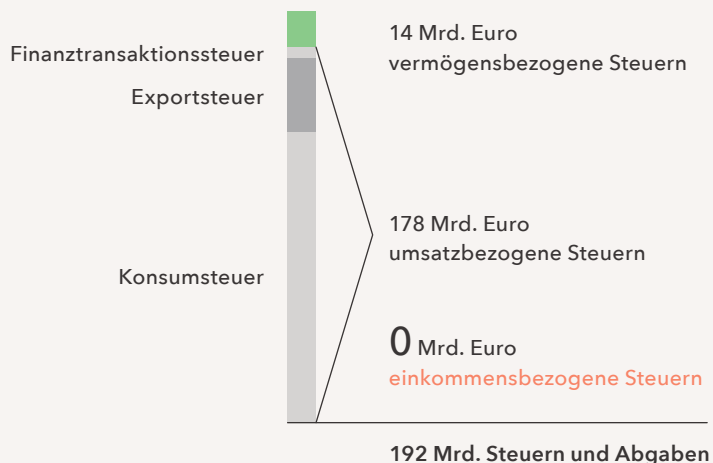 14 Mrd. Euro
vermögensbezogene Steuern
Finanztransaktionssteuer
Exportsteuer
178 Mrd. Euro
umsatzbezogene Steuern
Konsumsteuer
0 Mrd. Euro
einkommensbezogene Steuern
192 Mrd. Steuern und Abgaben